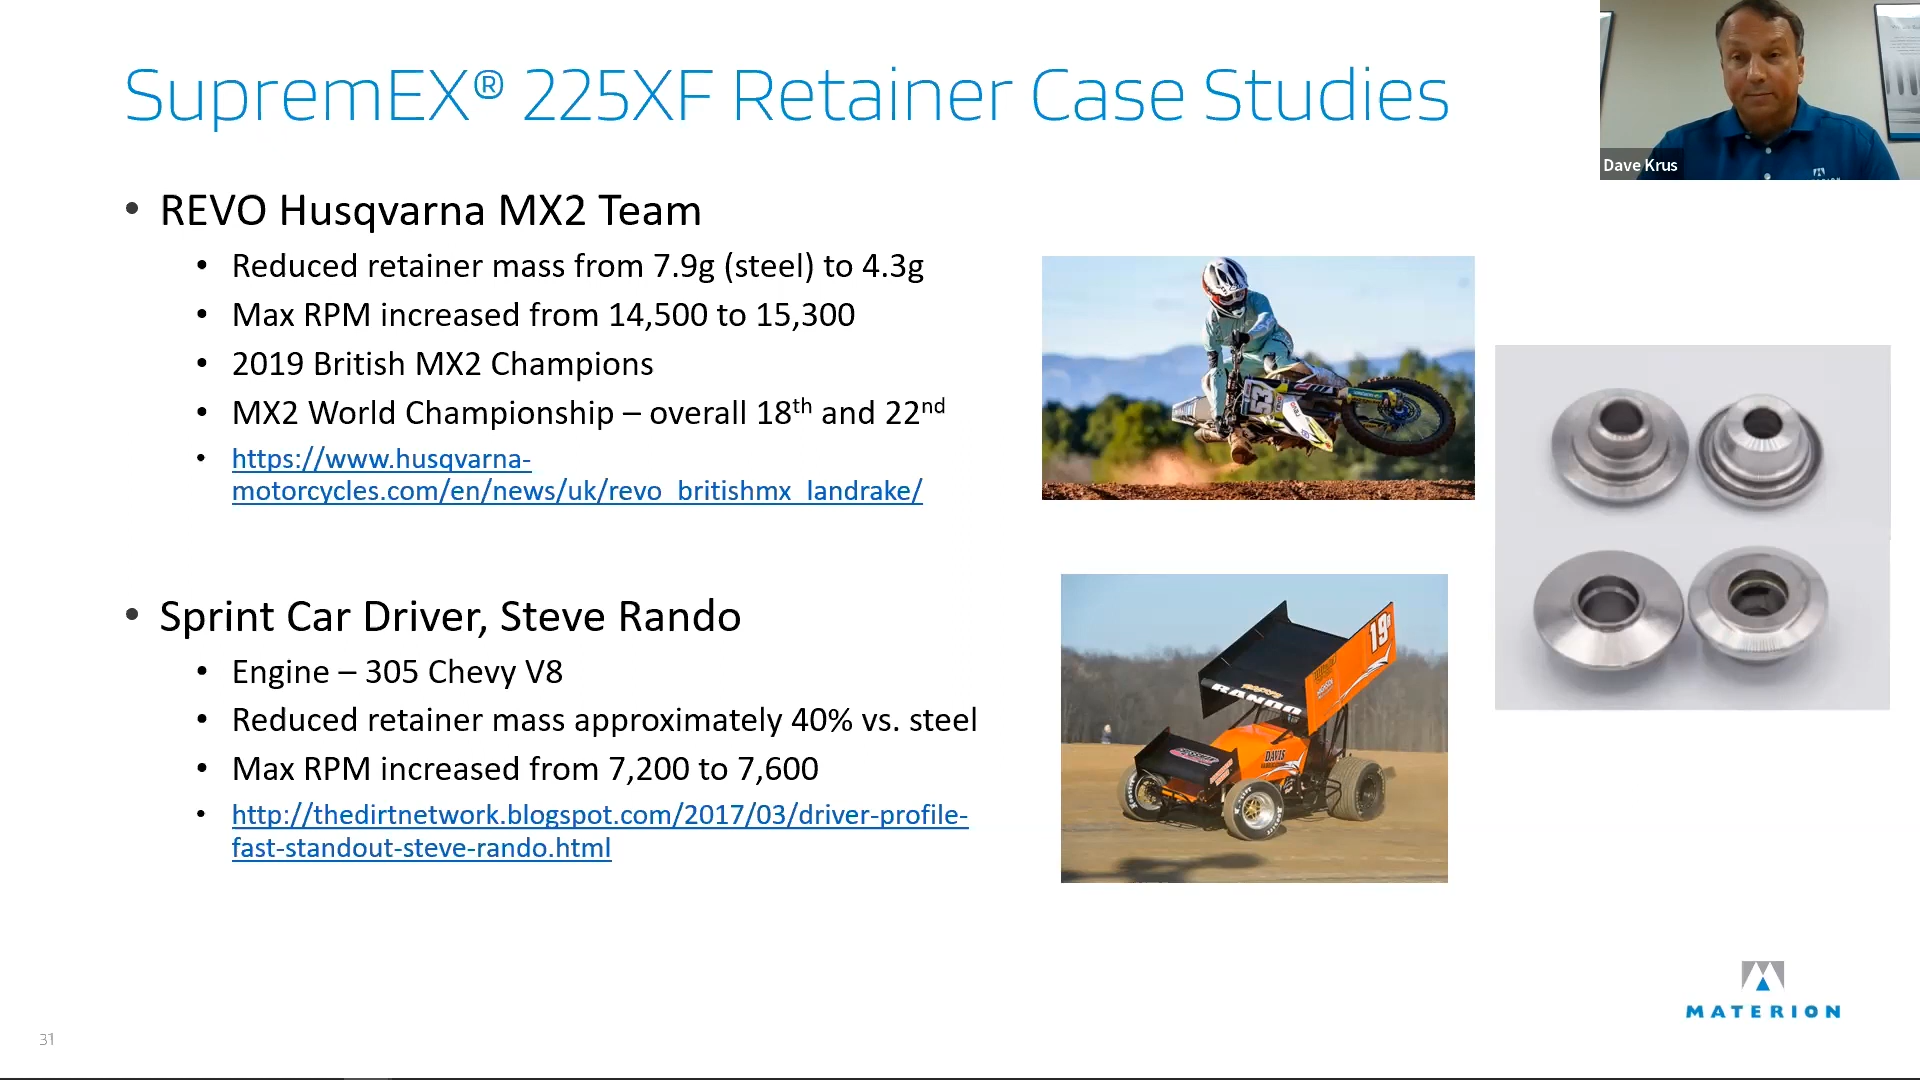 SupremEX® 225XF Retainer Case Studies
Dave Krus
• REVO Husqvarna MX2 Team
• Reduced retainer mass from 7.9g (steel) to 4.3g
• Max RPM increased from 14,500 to 15,300
• 2019 British MX2 Champions
• MX2 World Championship – overall 18th and 22nd
• https://www.husqvarna-
motorcycles.com/en/news/uk/revo_britishmx_landrake/
53
• Sprint Car Driver, Steve Rando
• Engine – 305 Chevy V8
• Reduced retainer mass approximately 40% vs. steel
• Max RPM increased from 7,200 to 7,600
• http://thedirtnetwork.blogspot.com/2017/03/driver-profile-
fast-standout-steve-rando.html
19
RANDO
DAVIS
MATERION
31